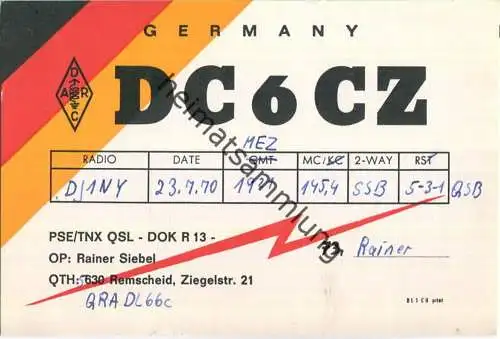 GERMANY
D
A R
C
DC6CZ
MEZ
RADIO DATE GMT MC/KC 2-WAY RST
DJ1NY 23.7.70 145,4 SSB 5-3-1 QSB
PSE/TNX QSL - DOK R 13 -
OP: Rainer Siebel
73, Rainer
QTH: 5630 Remscheid, Ziegelstr. 21
QRA DL66c
heimatsammlung.de